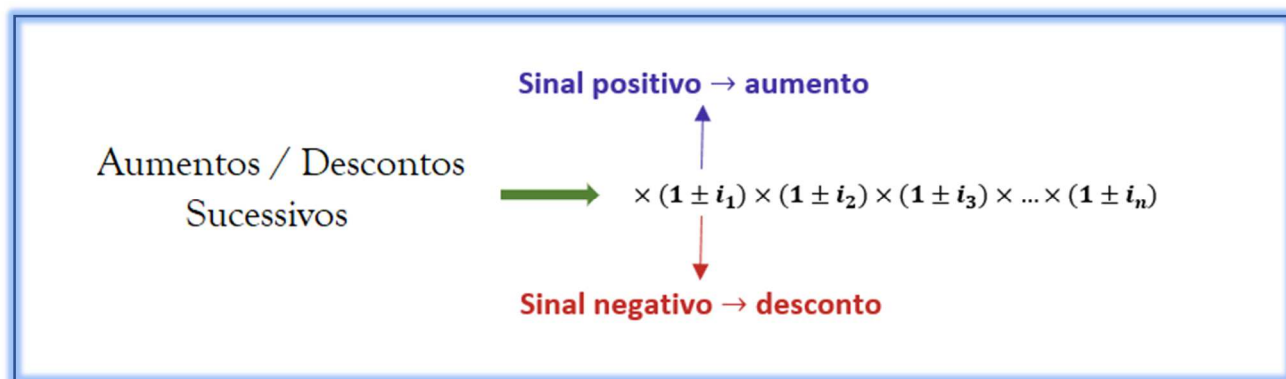 Sinal positivo → aumento
Aumentos / Descontos
Sucessivos
× (1 ± i₁) × (1 ± i₂) × (1 ± i₃) × ... × (1 ± iₙ)
Sinal negativo → desconto